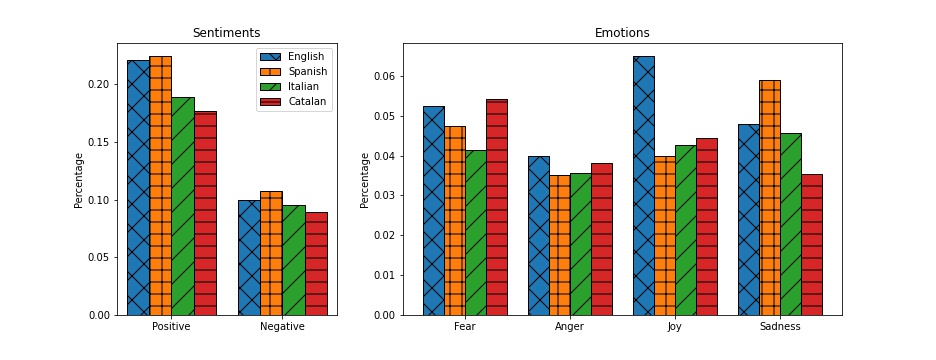 Sentiments
Percentage
0.20
0.15
0.10
0.05
0.00
Positive
Negative
English
Spanish
Italian
Catalan
Emotions
Percentage
0.06
0.05
0.04
0.03
0.02
0.01
0.00
Fear
Anger
Joy
Sadness